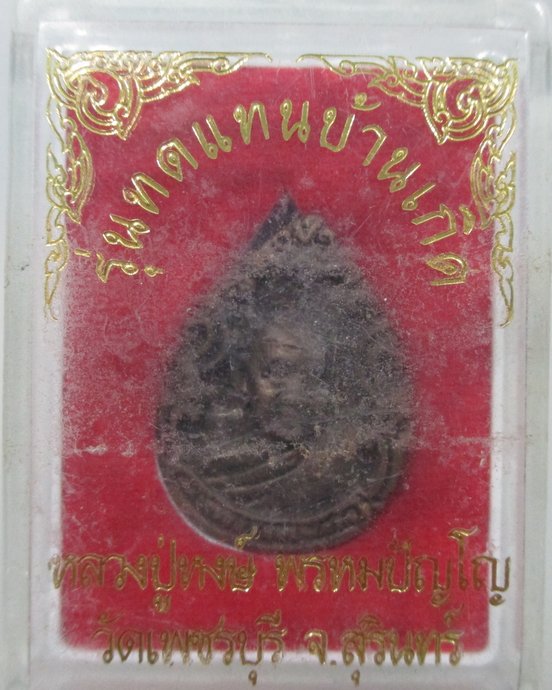 รุ่นทดแทนบ้านเกิด
หลวงปู่หงษ์ พรหมปัญโญ
วัดเพชรบุรี จ.สุรินทร์